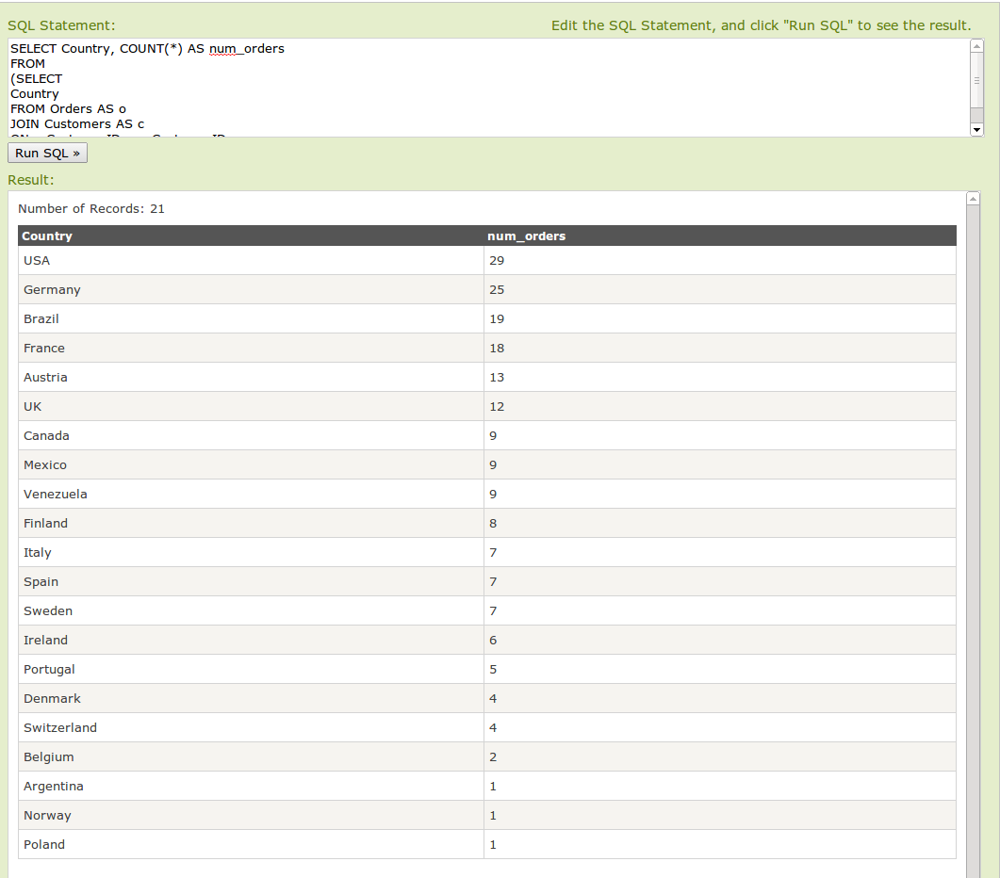 SQL Statement:
Edit the SQL Statement, and click "Run SQL" to see the result.
SELECT Country, COUNT(*) AS num_orders
FROM
(SELECT
Country
FROM Orders AS o
JOIN Customers AS c
Run SQL »
Result:
Number of Records: 21
Country num_orders
USA 29
Germany 25
Brazil 19
France 18
Austria 13
UK 12
Canada 9
Mexico 9
Venezuela 9
Finland 8
Italy 7
Spain 7
Sweden 7
Ireland 6
Portugal 5
Denmark 4
Switzerland 4
Belgium 2
Argentina 1
Norway 1
Poland 1